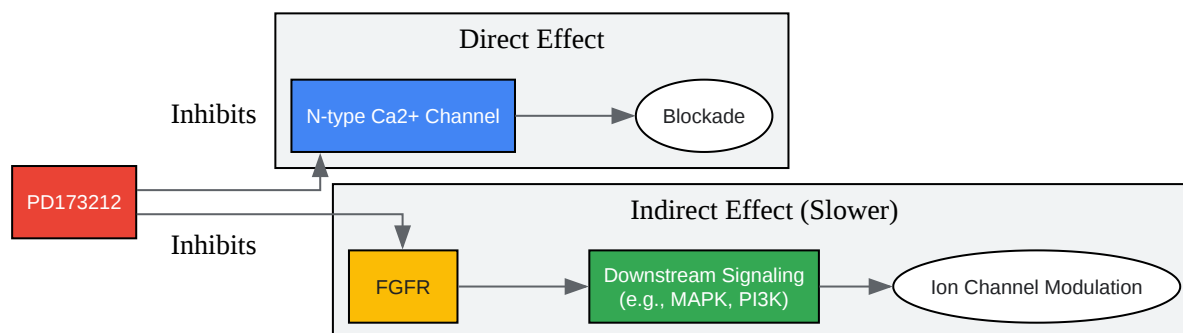 Direct Effect
Inhibits
N-type Ca2+ Channel
Blockade
PD173212
Inhibits
Indirect Effect (Slower)
FGFR
Downstream Signaling
(e.g., MAPK, PI3K)
Ion Channel Modulation